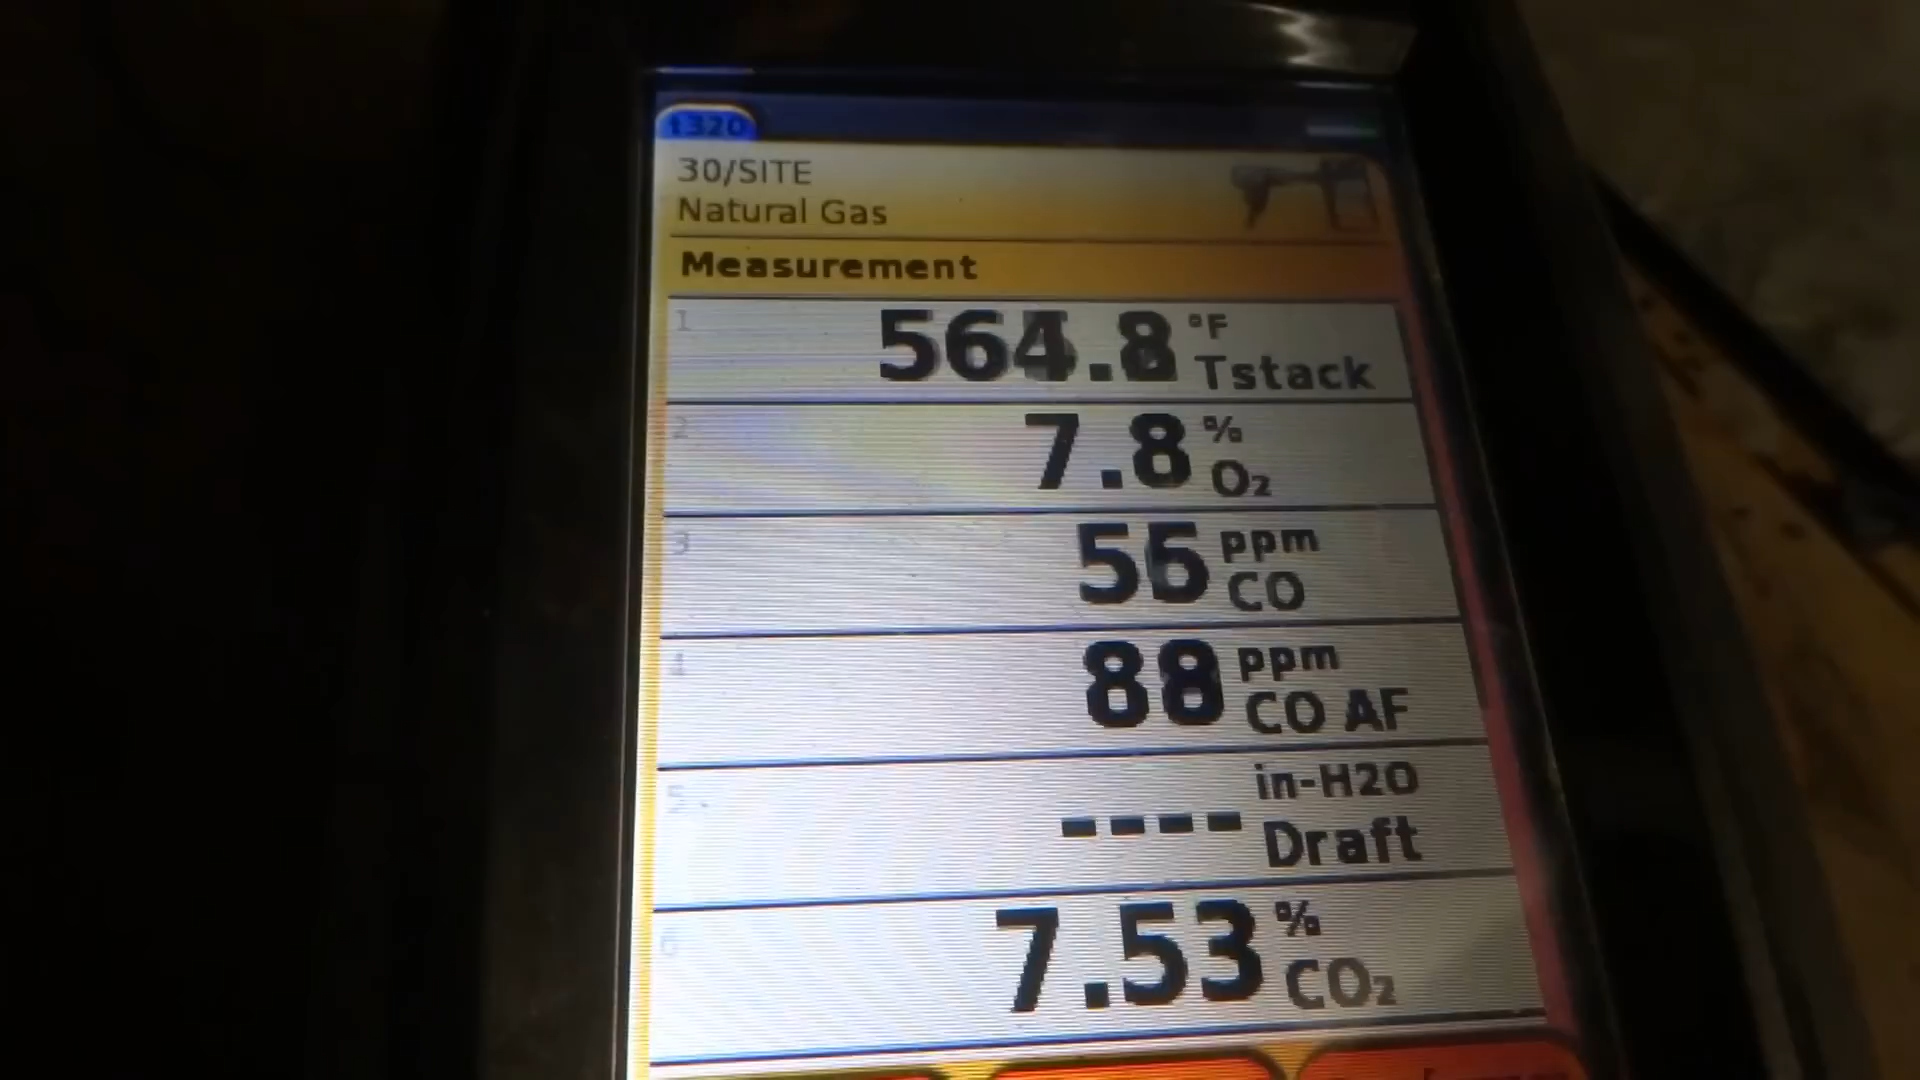 t320
30/SITE
Natural Gas
Measurement
1 564.8 °F Tstack
2 7.8 % O₂
3 55 ppm CO
4 88 ppm CO AF
5 ---- in-H2O Draft
6 7.53 % CO₂